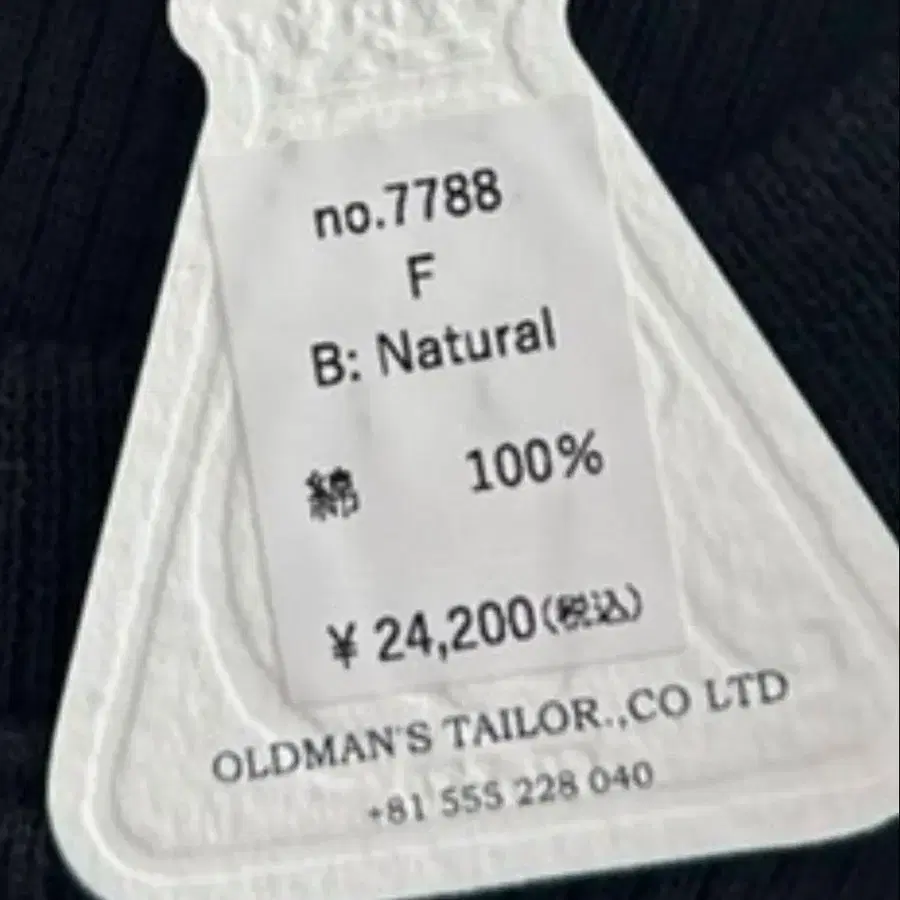 no.7788
F
B: Natural
綿 100%
¥ 24,200(税込)
OLDMAN'S TAILOR.,CO LTD
+81 555 228 040